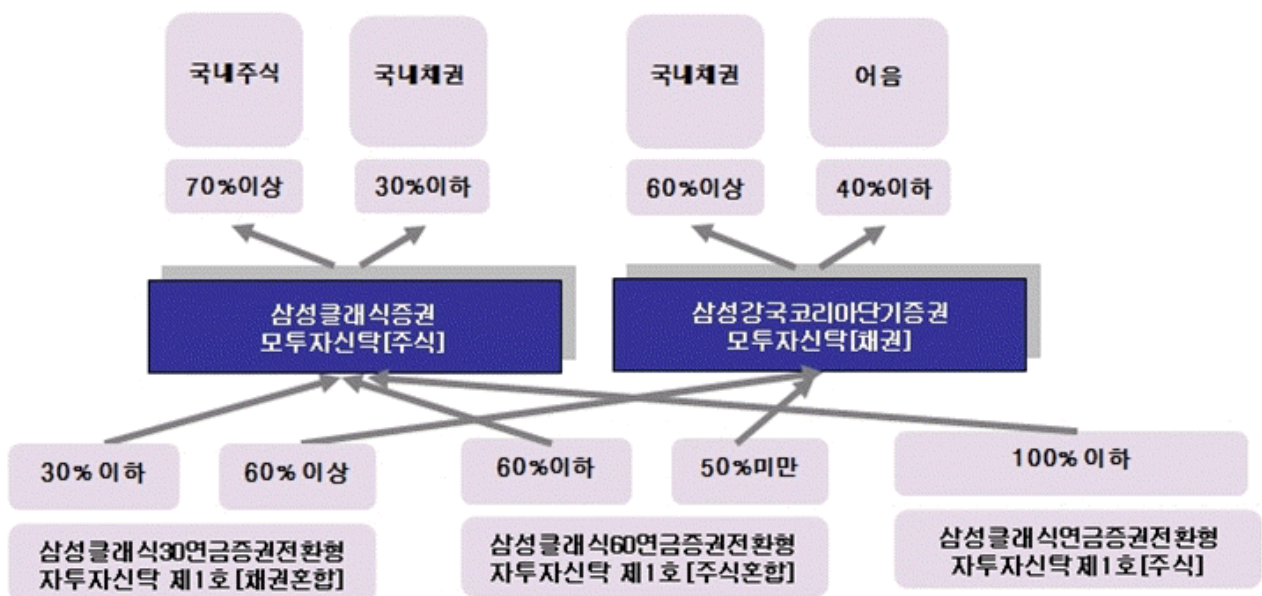 국내주식
국내채권
국내채권
어음
70%이상
30%이하
60%이상
40%이하
삼성클래식증권
모투자신탁[주식]
삼성강국코리아단기증권
모투자신탁[채권]
30% 이하
60% 이상
60%이하
50%미만
100% 이하
삼성클래식30연금증권전환형
자투자신탁 제1호 [채권혼합]
삼성클래식60연금증권전환형
자투자신탁 제1호 [주식혼합]
삼성클래식연금증권전환형
자투자신탁 제1호 [주식]